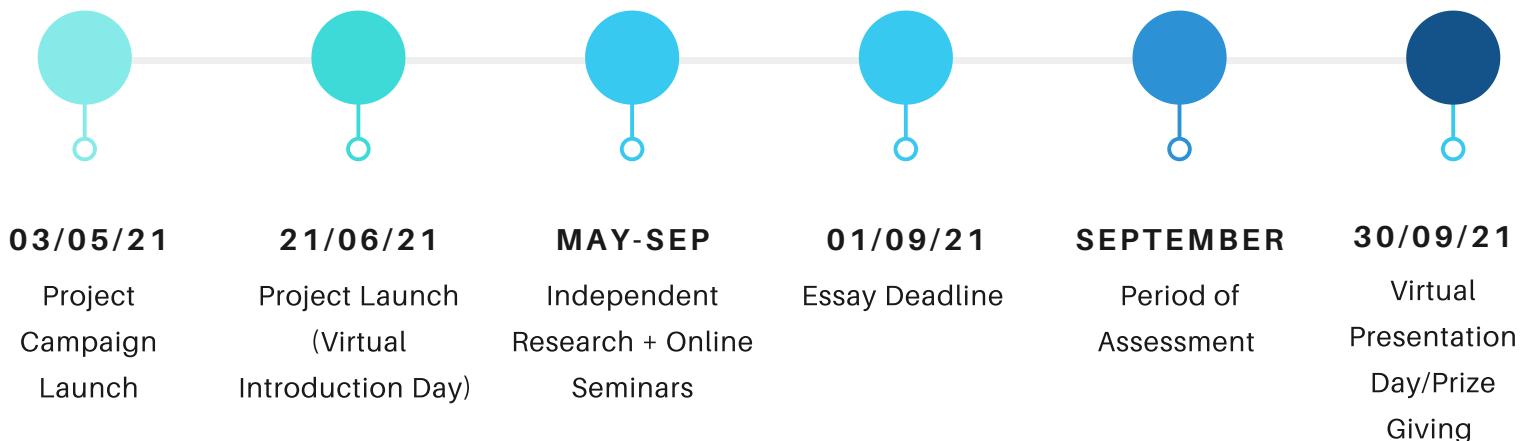 03/05/21
Project
Campaign
Launch
21/06/21
Project Launch
(Virtual
Introduction Day)
MAY-SEP
Independent
Research + Online
Seminars
01/09/21
Essay Deadline
SEPTEMBER
Period of
Assessment
30/09/21
Virtual
Presentation
Day/Prize
Giving